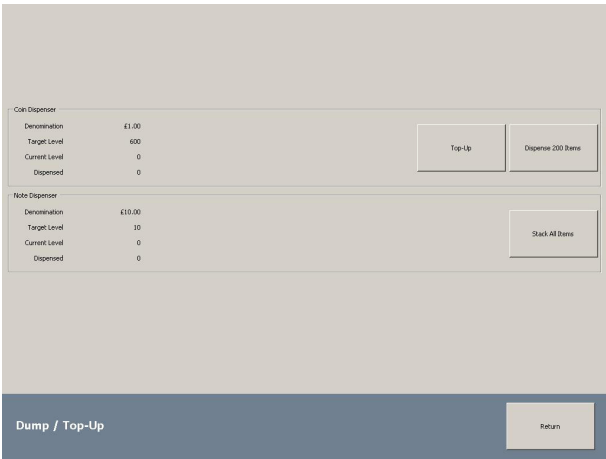 Coin Dispenser
Denomination £1.00
Target Level 600
Current Level 0
Dispensed 0
Top-Up
Dispense 200 Items
Note Dispenser
Denomination £10.00
Target Level 10
Current Level 0
Dispensed 0
Stack All Items
Dump / Top-Up
Return